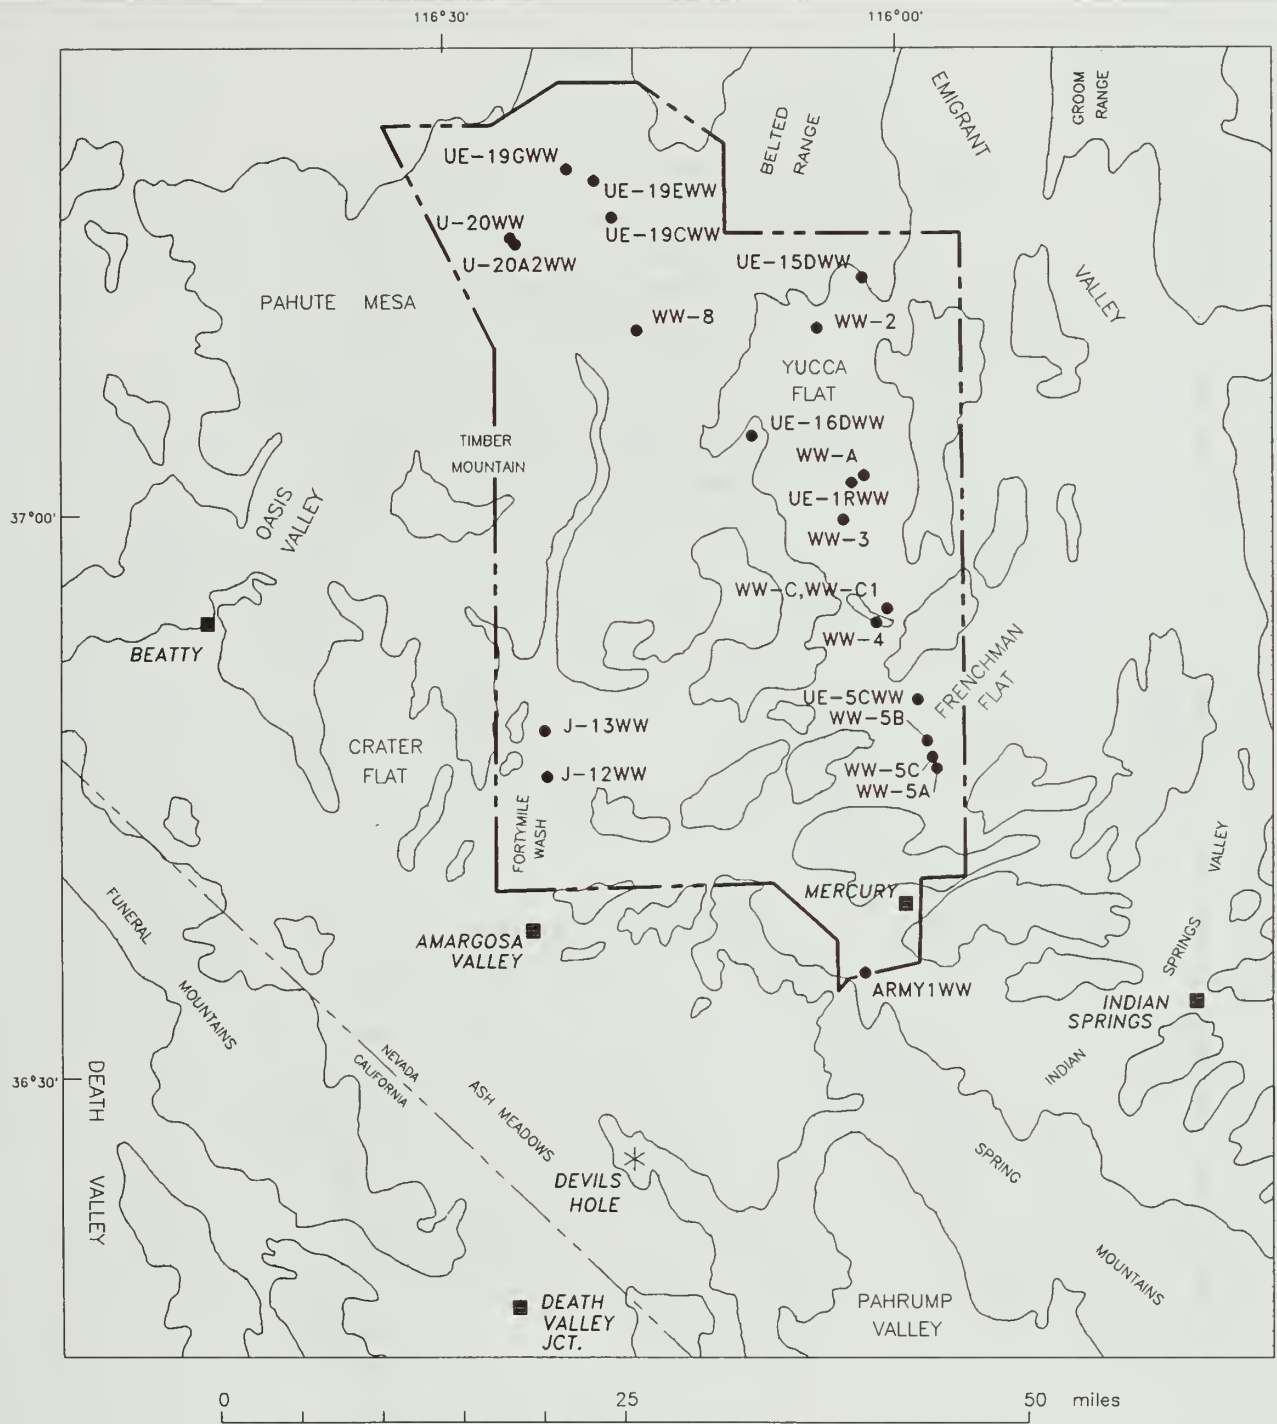 116°30'
116°00'
EMIGRANT
VALLEY
GROOM
RANGE
BELTED
RANGE
UE-19GWW
UE-19EWW
UE-19CWW
U-20WW
U-20A2WW
UE-15DWW
PAHUTE MESA
WW-8
WW-2
YUCCA
FLAT
UE-16DWW
TIMBER
MOUNTAIN
WW-A
UE-1RWW
OASIS
VALLEY
37°00'
WW-3
WW-C,WW-C1
WW-4
BEATTY
FRENCHMAN
FLAT
UE-5CWW
WW-5B
J-13WW
CRATER
FLAT
WW-5C
J-12WW
WW-5A
FORTYMILE
WASH
MERCURY
FUNERAL
MOUNTAINS
AMARGOSA
VALLEY
ARMY1WW
INDIAN
SPRINGS
VALLEY
INDIAN
SPRINGS
36°30'
NEVADA
CALIFORNIA
DEATH
VALLEY
ASH MEADOWS
DEVILS
HOLE
SPRING
MOUNTAINS
DEATH
VALLEY
JCT.
PAHRUMP
VALLEY
0 25 50 miles